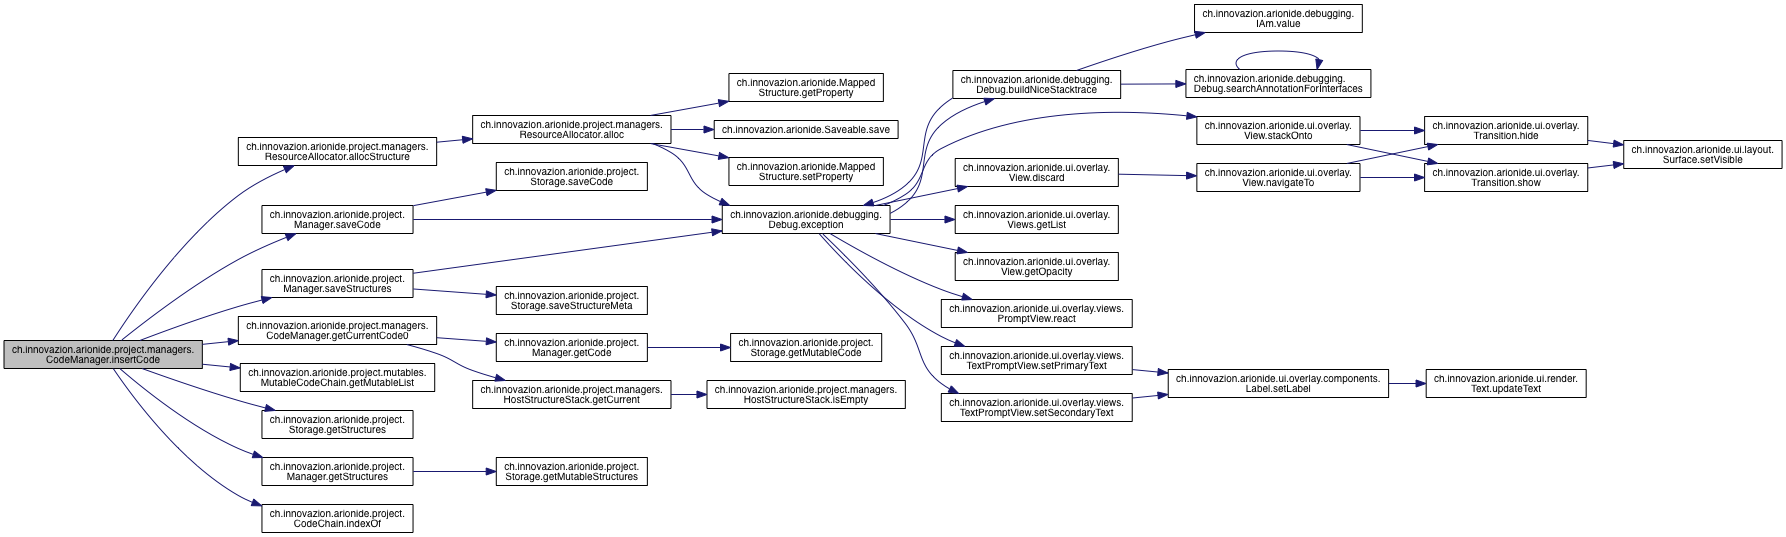 ch.innovazion.arionide.project.managers.
CodeManager.insertCode
ch.innovazion.arionide.project.managers.
ResourceAllocator.allocStructure
ch.innovazion.arionide.project.
Manager.saveCode
ch.innovazion.arionide.project.
Manager.saveStructures
ch.innovazion.arionide.project.managers.
CodeManager.getCurrentCode0
ch.innovazion.arionide.project.mutables.
MutableCodeChain.getMutableList
ch.innovazion.arionide.project.
Storage.getStructures
ch.innovazion.arionide.project.
Manager.getStructures
ch.innovazion.arionide.project.
CodeChain.indexOf
ch.innovazion.arionide.project.managers.
ResourceAllocator.alloc
ch.innovazion.arionide.project.
Storage.saveCode
ch.innovazion.arionide.project.
Storage.saveStructureMeta
ch.innovazion.arionide.project.
Manager.getCode
ch.innovazion.arionide.project.managers.
HostStructureStack.getCurrent
ch.innovazion.arionide.project.
Storage.getMutableStructures
ch.innovazion.arionide.Mapped
Structure.getProperty
ch.innovazion.arionide.Saveable.save
ch.innovazion.arionide.Mapped
Structure.setProperty
ch.innovazion.arionide.debugging.
Debug.exception
ch.innovazion.arionide.project.
Storage.getMutableCode
ch.innovazion.arionide.project.managers.
HostStructureStack.isEmpty
ch.innovazion.arionide.debugging.
Debug.buildNiceStacktrace
ch.innovazion.arionide.ui.overlay.
View.discard
ch.innovazion.arionide.ui.overlay.
Views.getList
ch.innovazion.arionide.ui.overlay.
View.getOpacity
ch.innovazion.arionide.ui.overlay.views.
PromptView.react
ch.innovazion.arionide.ui.overlay.views.
TextPromptView.setPrimaryText
ch.innovazion.arionide.ui.overlay.views.
TextPromptView.setSecondaryText
ch.innovazion.arionide.debugging.
IAm.value
ch.innovazion.arionide.debugging.
Debug.searchAnnotationForInterfaces
ch.innovazion.arionide.ui.overlay.
View.stackOnto
ch.innovazion.arionide.ui.overlay.
View.navigateTo
ch.innovazion.arionide.ui.overlay.components.
Label.setLabel
ch.innovazion.arionide.ui.overlay.
Transition.hide
ch.innovazion.arionide.ui.overlay.
Transition.show
ch.innovazion.arionide.ui.render.
Text.updateText
ch.innovazion.arionide.ui.layout.
Surface.setVisible